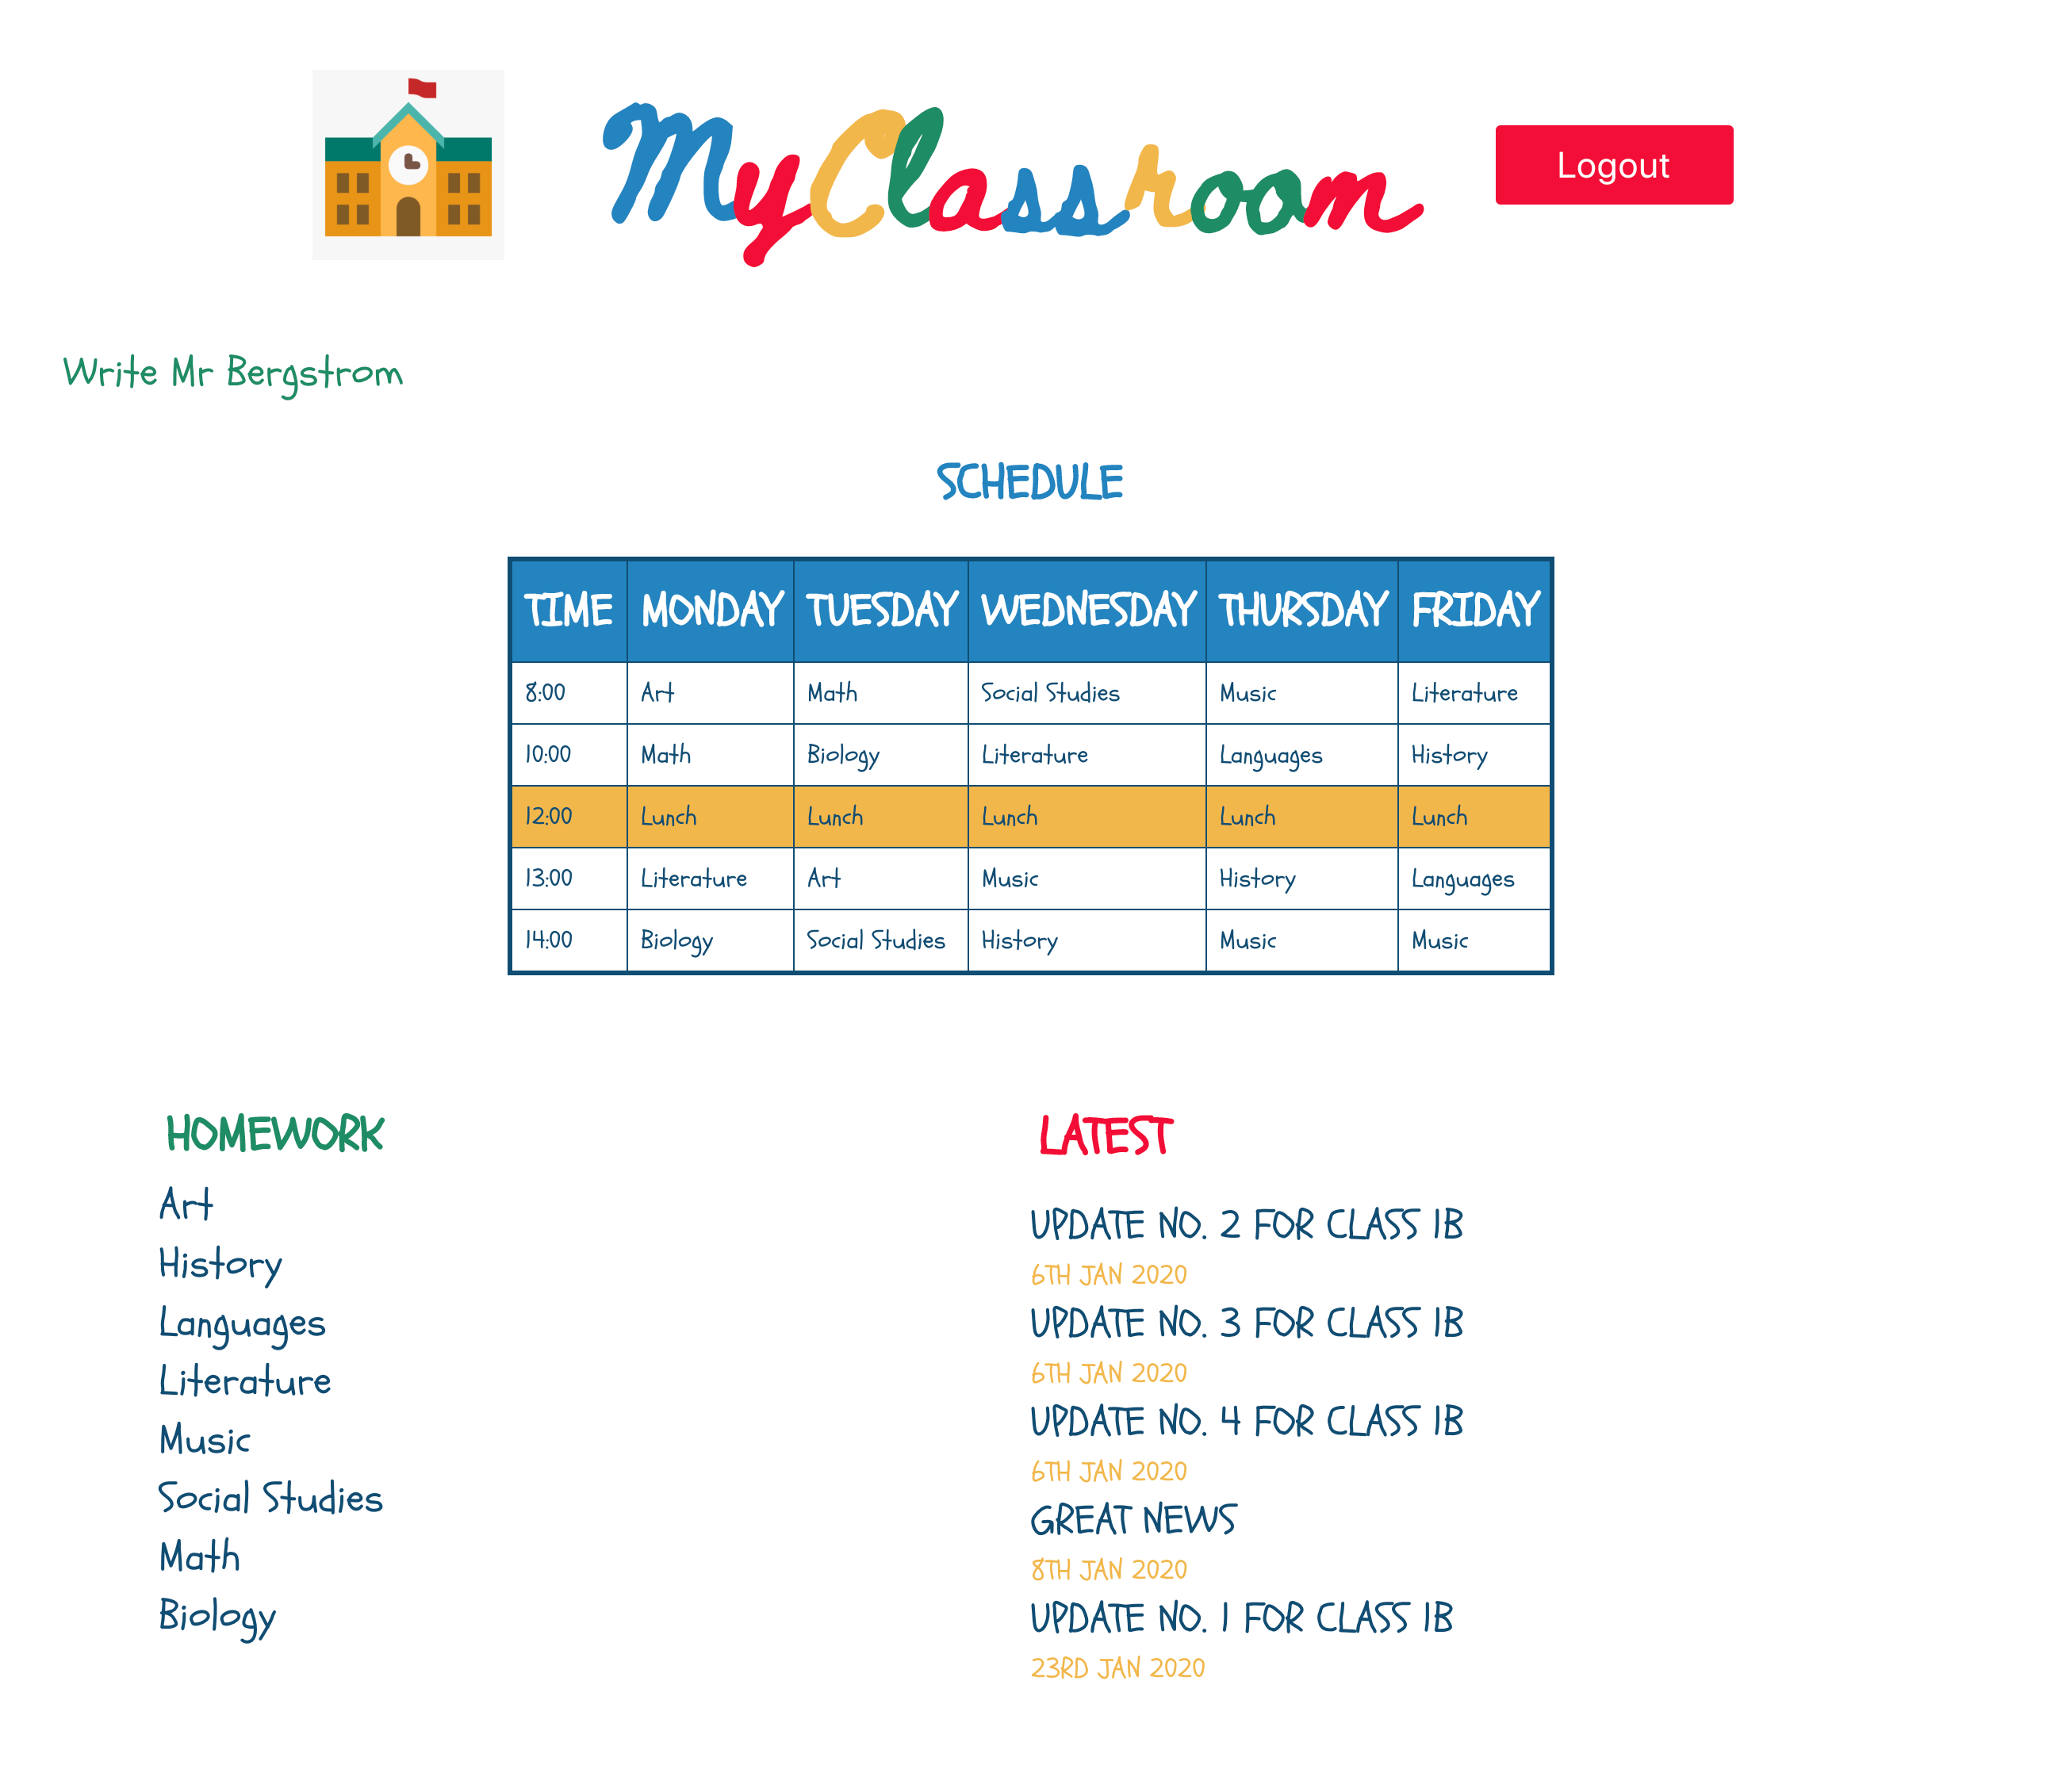 MyClassroom
Logout
Write Mr Bergstrom
SCHEDULE
TIME MONDAY TUESDAY WEDNESDAY THURSDAY FRIDAY
8:00 Art Math Social Studies Music Literature
10:00 Math Biology Literature Languages History
12:00 Lunch Lunch Lunch Lunch Lunch
13:00 Literature Art Music History Languages
14:00 Biology Social Studies History Music Music
HOMEWORK
Art
History
Languages
Literature
Music
Social Studies
Math
Biology
LATEST
UPDATE NO. 2 FOR CLASS 1B
6TH JAN 2020
UPDATE NO. 3 FOR CLASS 1B
6TH JAN 2020
UPDATE NO. 4 FOR CLASS 1B
6TH JAN 2020
GREAT NEWS
8TH JAN 2020
UPDATE NO. 1 FOR CLASS 1B
23RD JAN 2020